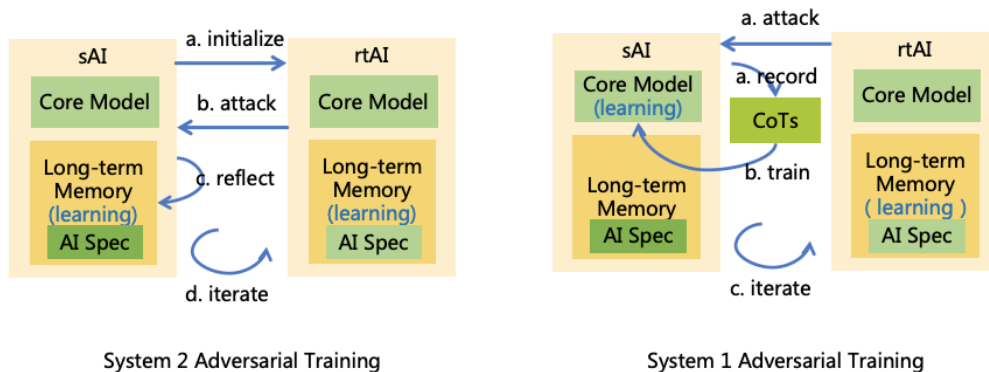 a. initialize
sAI
rtAI
Core Model
b. attack
Core Model
c. reflect
Long-term
Memory
(learning)
AI Spec
Long-term
Memory
(learning)
AI Spec
d. iterate
System 2 Adversarial Training
a. attack
sAI
rtAI
a. record
Core Model
(learning)
CoTs
Core Model
b. train
Long-term
Memory
AI Spec
Long-term
Memory
( learning )
AI Spec
c. iterate
System 1 Adversarial Training